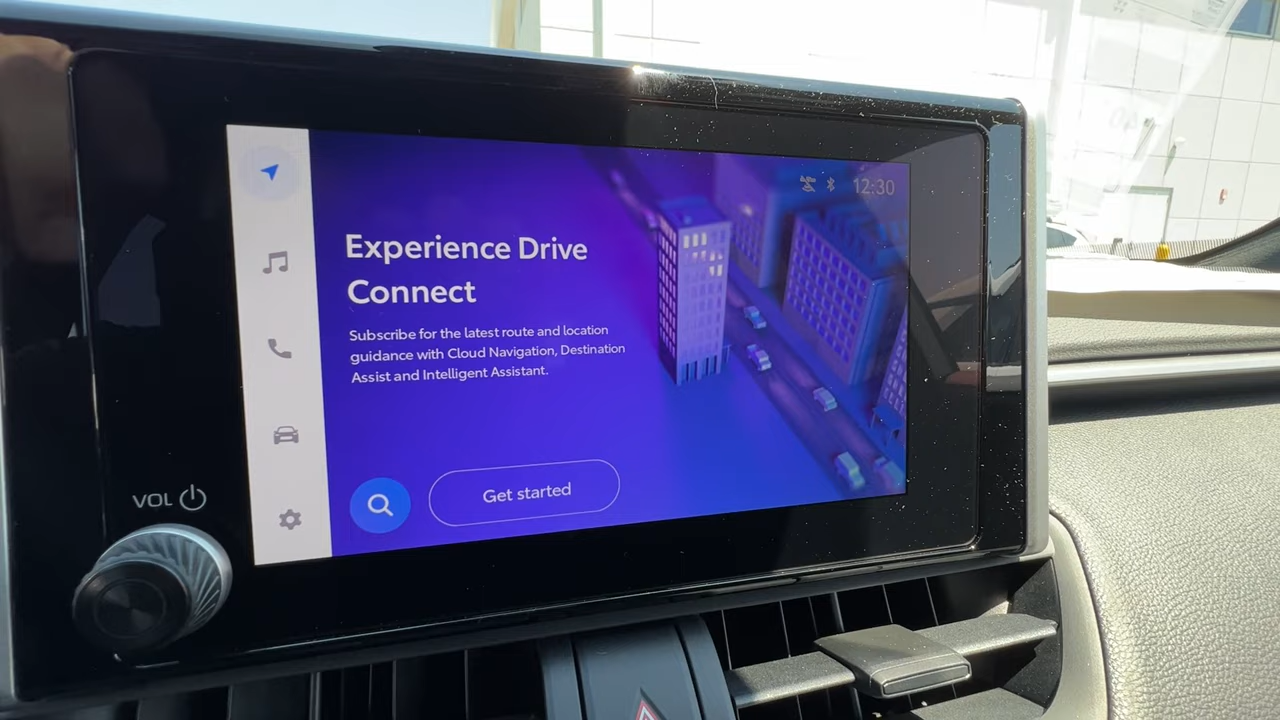 12:30
Experience Drive
Connect
Subscribe for the latest route and location
guidance with Cloud Navigation, Destination
Assist and Intelligent Assistant.
Get started
VOL